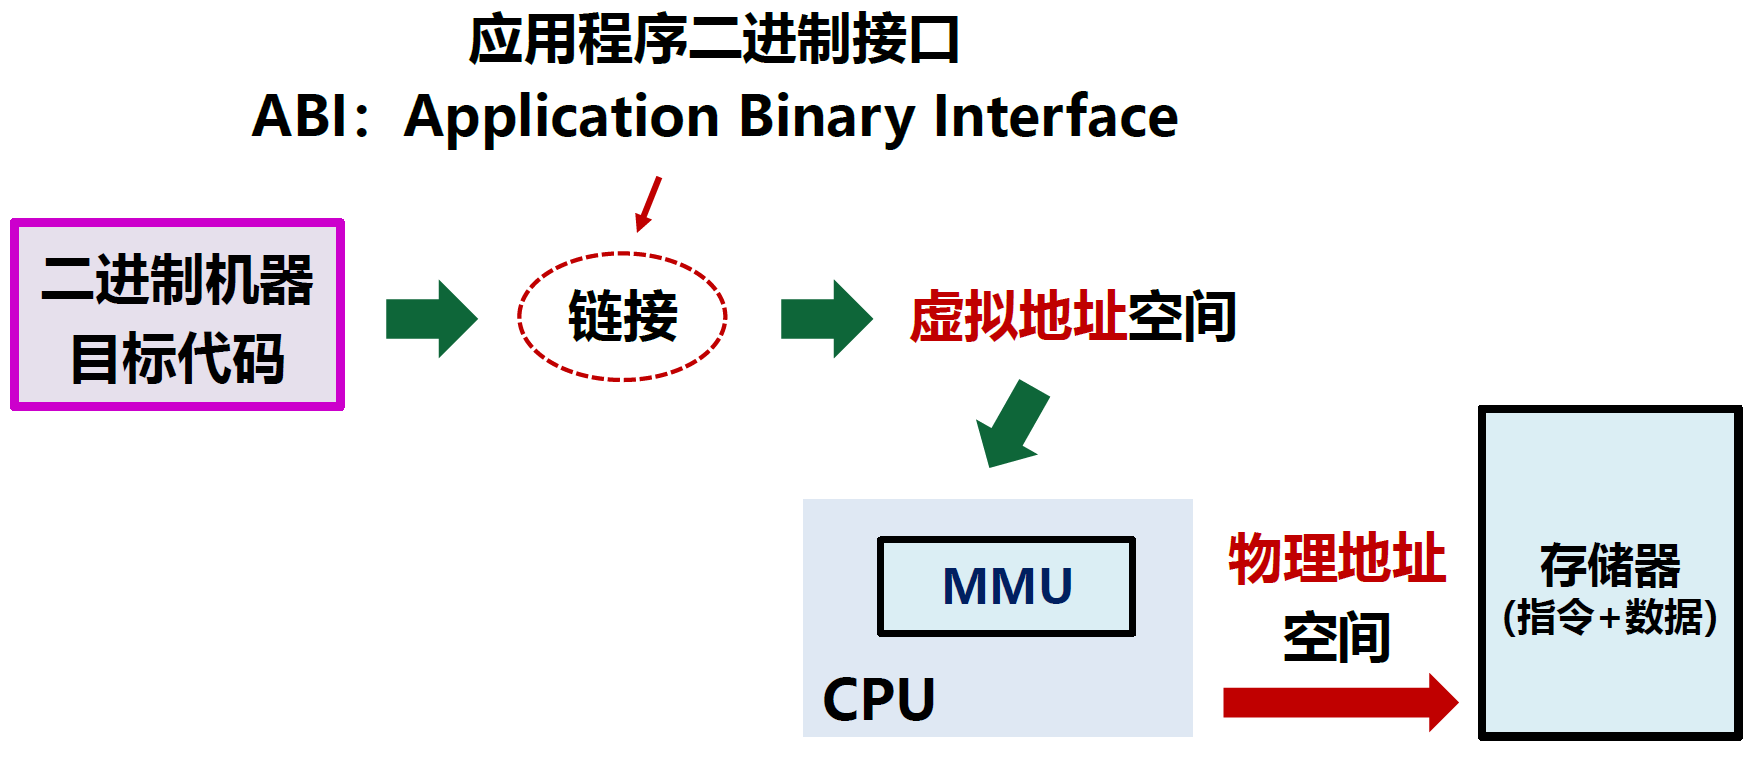 应用程序二进制接口
ABI：Application Binary Interface
二进制机器
目标代码
链接
虚拟地址空间
MMU
CPU
物理地址
空间
存储器
(指令+数据)